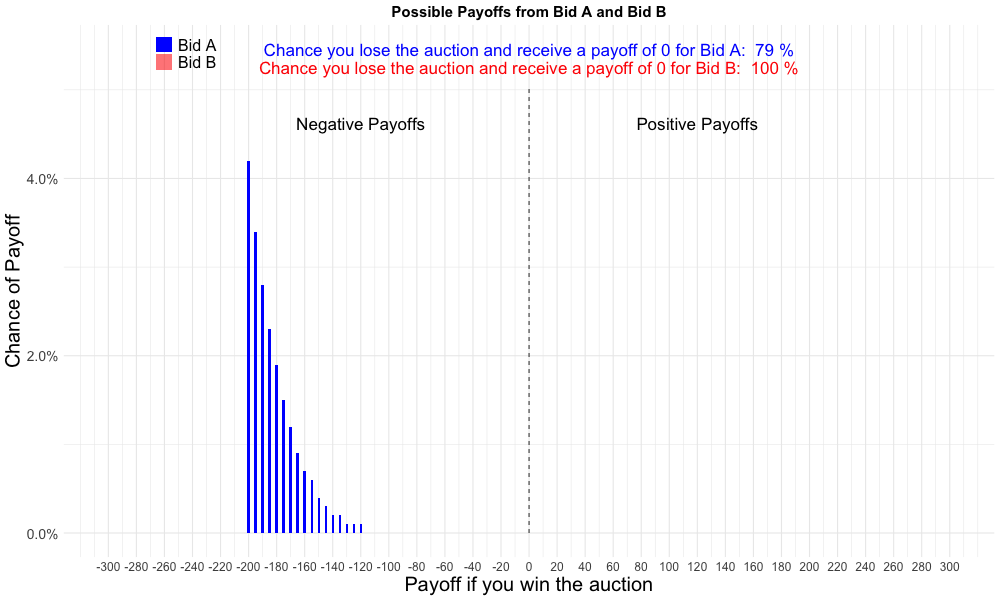 Possible Payoffs from Bid A and Bid B
Bid A
Bid B
Chance you lose the auction and receive a payoff of 0 for Bid A:  79 %
Chance you lose the auction and receive a payoff of 0 for Bid B:  100 %
Negative Payoffs
Positive Payoffs
Chance of Payoff
4.0%
2.0%
0.0%
-300 -280 -260 -240 -220 -200 -180 -160 -140 -120 -100 -80 -60 -40 -20 0 20 40 60 80 100 120 140 160 180 200 220 240 260 280 300
Payoff if you win the auction